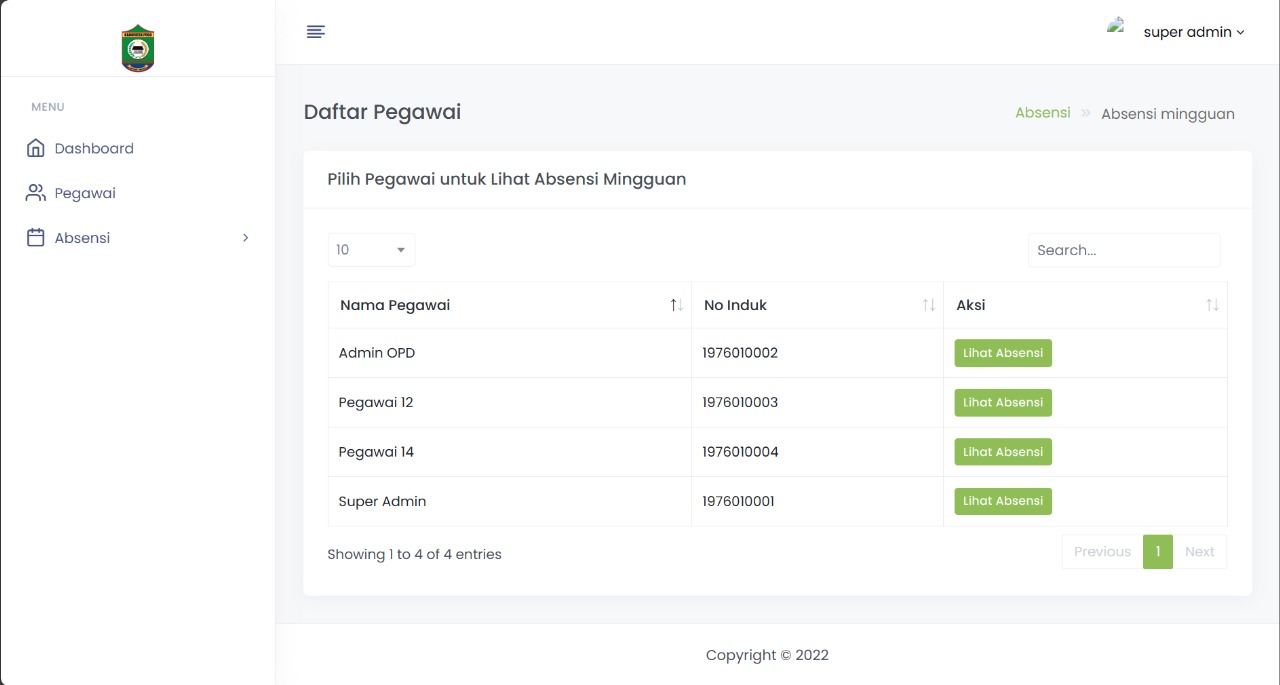 super admin
MENU
Dashboard
Pegawai
Absensi
Daftar Pegawai
Absensi » Absensi mingguan
Pilih Pegawai untuk Lihat Absensi Mingguan
10
Search...
Nama Pegawai No Induk Aksi
Admin OPD 1976010002 Lihat Absensi
Pegawai 12 1976010003 Lihat Absensi
Pegawai 14 1976010004 Lihat Absensi
Super Admin 1976010001 Lihat Absensi
Showing 1 to 4 of 4 entries
Previous 1 Next
Copyright © 2022